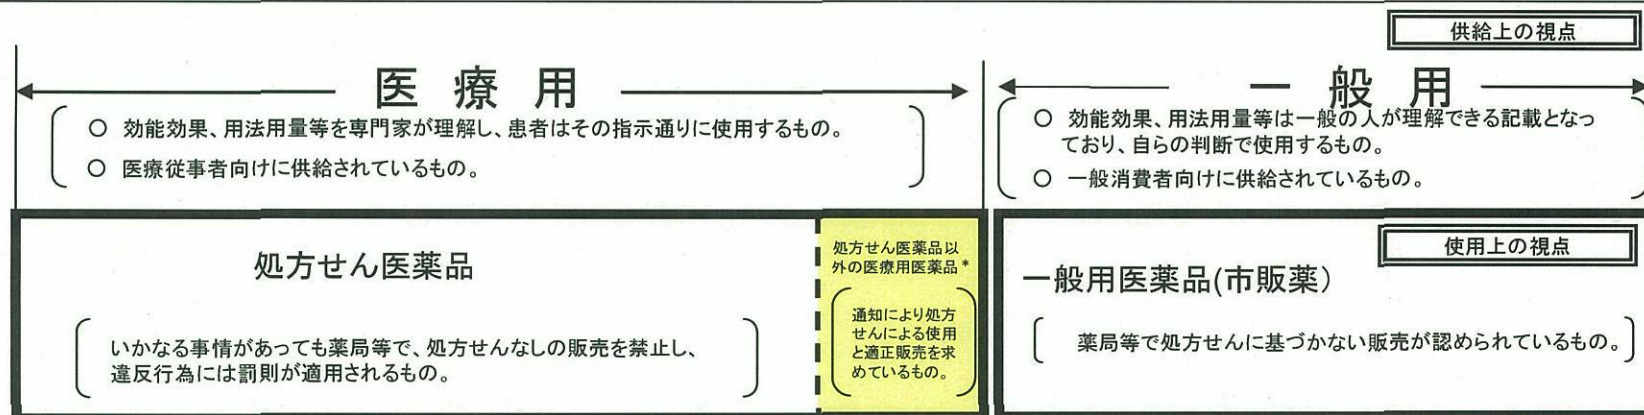 供給上の視点
医療用
○ 効能効果、用法用量等を専門家が理解し、患者はその指示通りに使用するもの。
○ 医療従事者向けに供給されているもの。
一般用
○ 効能効果、用法用量等は一般の人が理解できる記載となっ
ており、自らの判断で使用するもの。
○ 一般消費者向けに供給されているもの。
処方せん医薬品
いかなる事情があっても薬局等で、処方せんなしの販売を禁止し、
違反行為には罰則が適用されるもの。
処方せん医薬品以
外の医療用医薬品*
通知により処方
せんによる使用
と適正販売を求
めているもの。
使用上の視点
一般用医薬品(市販薬)
薬局等で処方せんに基づかない販売が認められているもの。